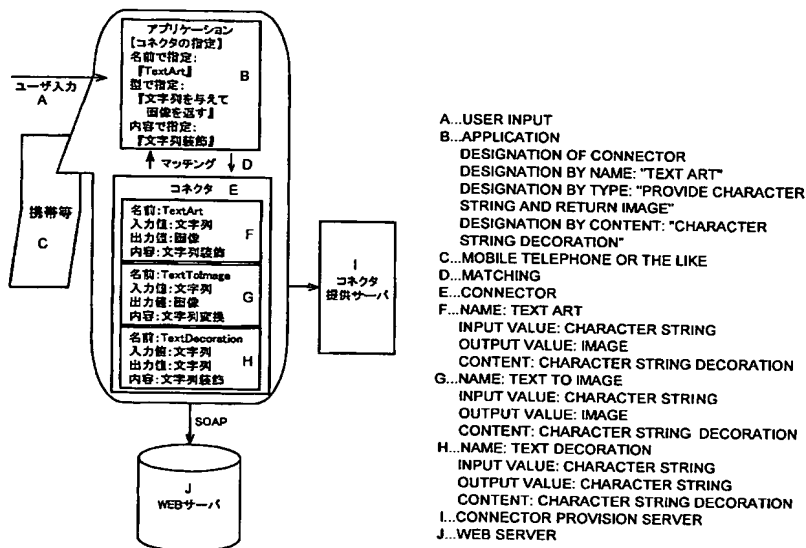 アプリケーション
【コネクタの指定】
名前で指定:
『TextArt』
型で指定:
『文字列を与えて
画像を返す』
内容で指定:
『文字列装飾』
B
ユーザ入力
A
マッチング
D
携帯等
C
コネクタ E
名前:TextArt
入力値:文字列
出力値:画像
内容:文字列装飾
F
名前:TextToImage
入力値:文字列
出力値:画像
内容:文字列変換
G
名前:TextDecoration
入力値:文字列
出力値:文字列
内容:文字列装飾
H
I
コネクタ
提供サーバ
SOAP
J
WEBサーバ
A...USER INPUT
B...APPLICATION
DESIGNATION OF CONNECTOR
DESIGNATION BY NAME: "TEXT ART"
DESIGNATION BY TYPE: "PROVIDE CHARACTER
STRING AND RETURN IMAGE"
DESIGNATION BY CONTENT: "CHARACTER
STRING DECORATION"
C...MOBILE TELEPHONE OR THE LIKE
D...MATCHING
E...CONNECTOR
F...NAME: TEXT ART
INPUT VALUE: CHARACTER STRING
OUTPUT VALUE: IMAGE
CONTENT: CHARACTER STRING DECORATION
G...NAME: TEXT TO IMAGE
INPUT VALUE: CHARACTER STRING
OUTPUT VALUE: IMAGE
CONTENT: CHARACTER STRING DECORATION
H...NAME: TEXT DECORATION
INPUT VALUE: CHARACTER STRING
OUTPUT VALUE: CHARACTER STRING
CONTENT: CHARACTER STRING DECORATION
I...CONNECTOR PROVISION SERVER
J...WEB SERVER